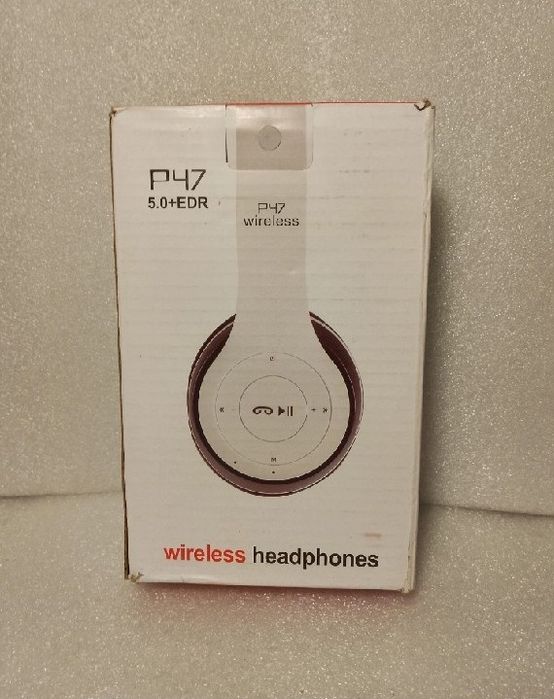 P47
5.0+EDR
P47
wireless
M
wireless headphones